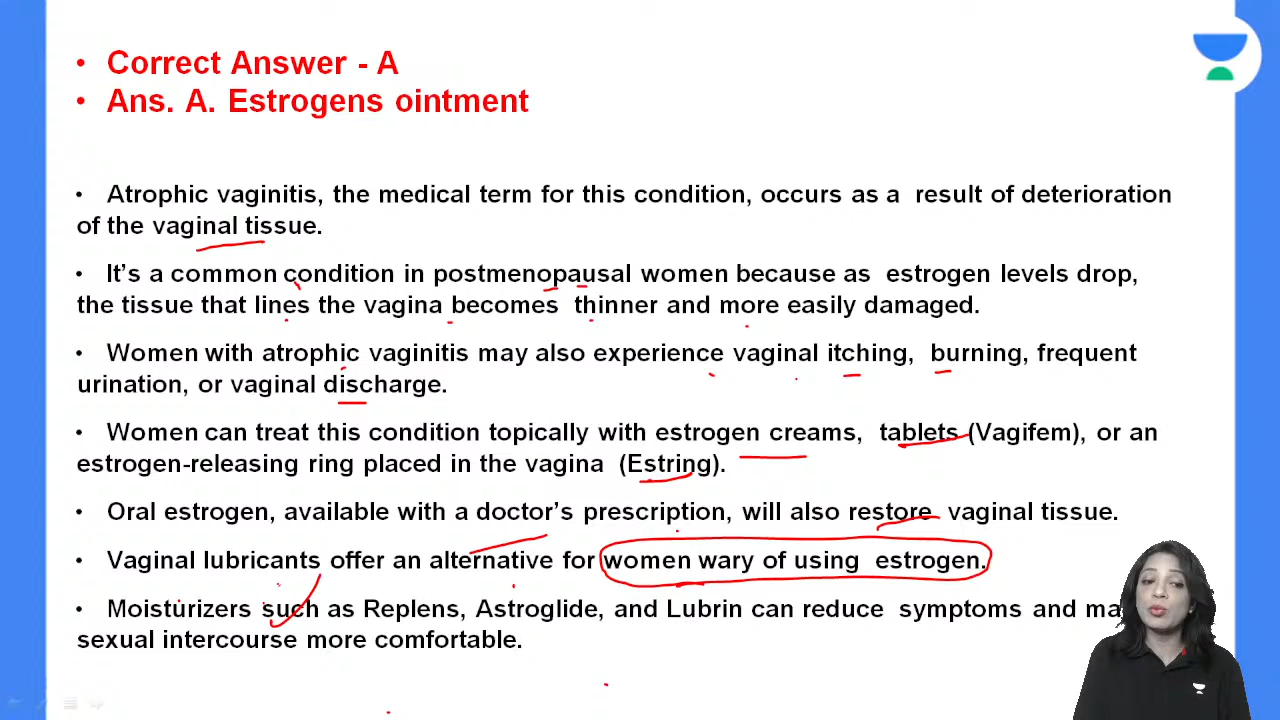 • Correct Answer - A
• Ans. A. Estrogens ointment
• Atrophic vaginitis, the medical term for this condition, occurs as a result of deterioration
of the vaginal tissue.
• It's a common condition in postmenopausal women because as estrogen levels drop,
the tissue that lines the vagina becomes thinner and more easily damaged.
• Women with atrophic vaginitis may also experience vaginal itching, burning, frequent
urination, or vaginal discharge.
• Women can treat this condition topically with estrogen creams, tablets (Vagifem), or an
estrogen-releasing ring placed in the vagina (Estring).
• Oral estrogen, available with a doctor's prescription, will also restore vaginal tissue.
• Vaginal lubricants offer an alternative for women wary of using estrogen.
• Moisturizers such as Replens, Astroglide, and Lubrin can reduce symptoms and
sexual intercourse more comfortable.